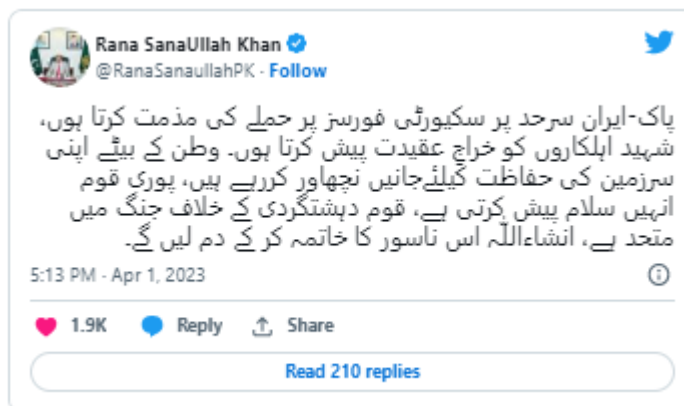 Rana SanaUllah Khan
@RanaSanaullahPK · Follow
پاک-ایران سرحد پر سکیورٹی فورسز پر حملے کی مذمت کرتا ہوں،
شہید اہلکاروں کو خراجِ عقیدت پیش کرتا ہوں۔ وطن کے بیٹے اپنی
سرزمین کی حفاظت کیلئےجانیں نچھاور کررہے ہیں، پوری قوم
انہیں سلام پیش کرتی ہے، قوم دہشتگردی کے خلاف جنگ میں
متحد ہے، انشاءاللّٰہ اس ناسور کا خاتمہ کر کے دم لیں گے۔
5:13 PM · Apr 1, 2023
1.9K Reply Share
Read 210 replies